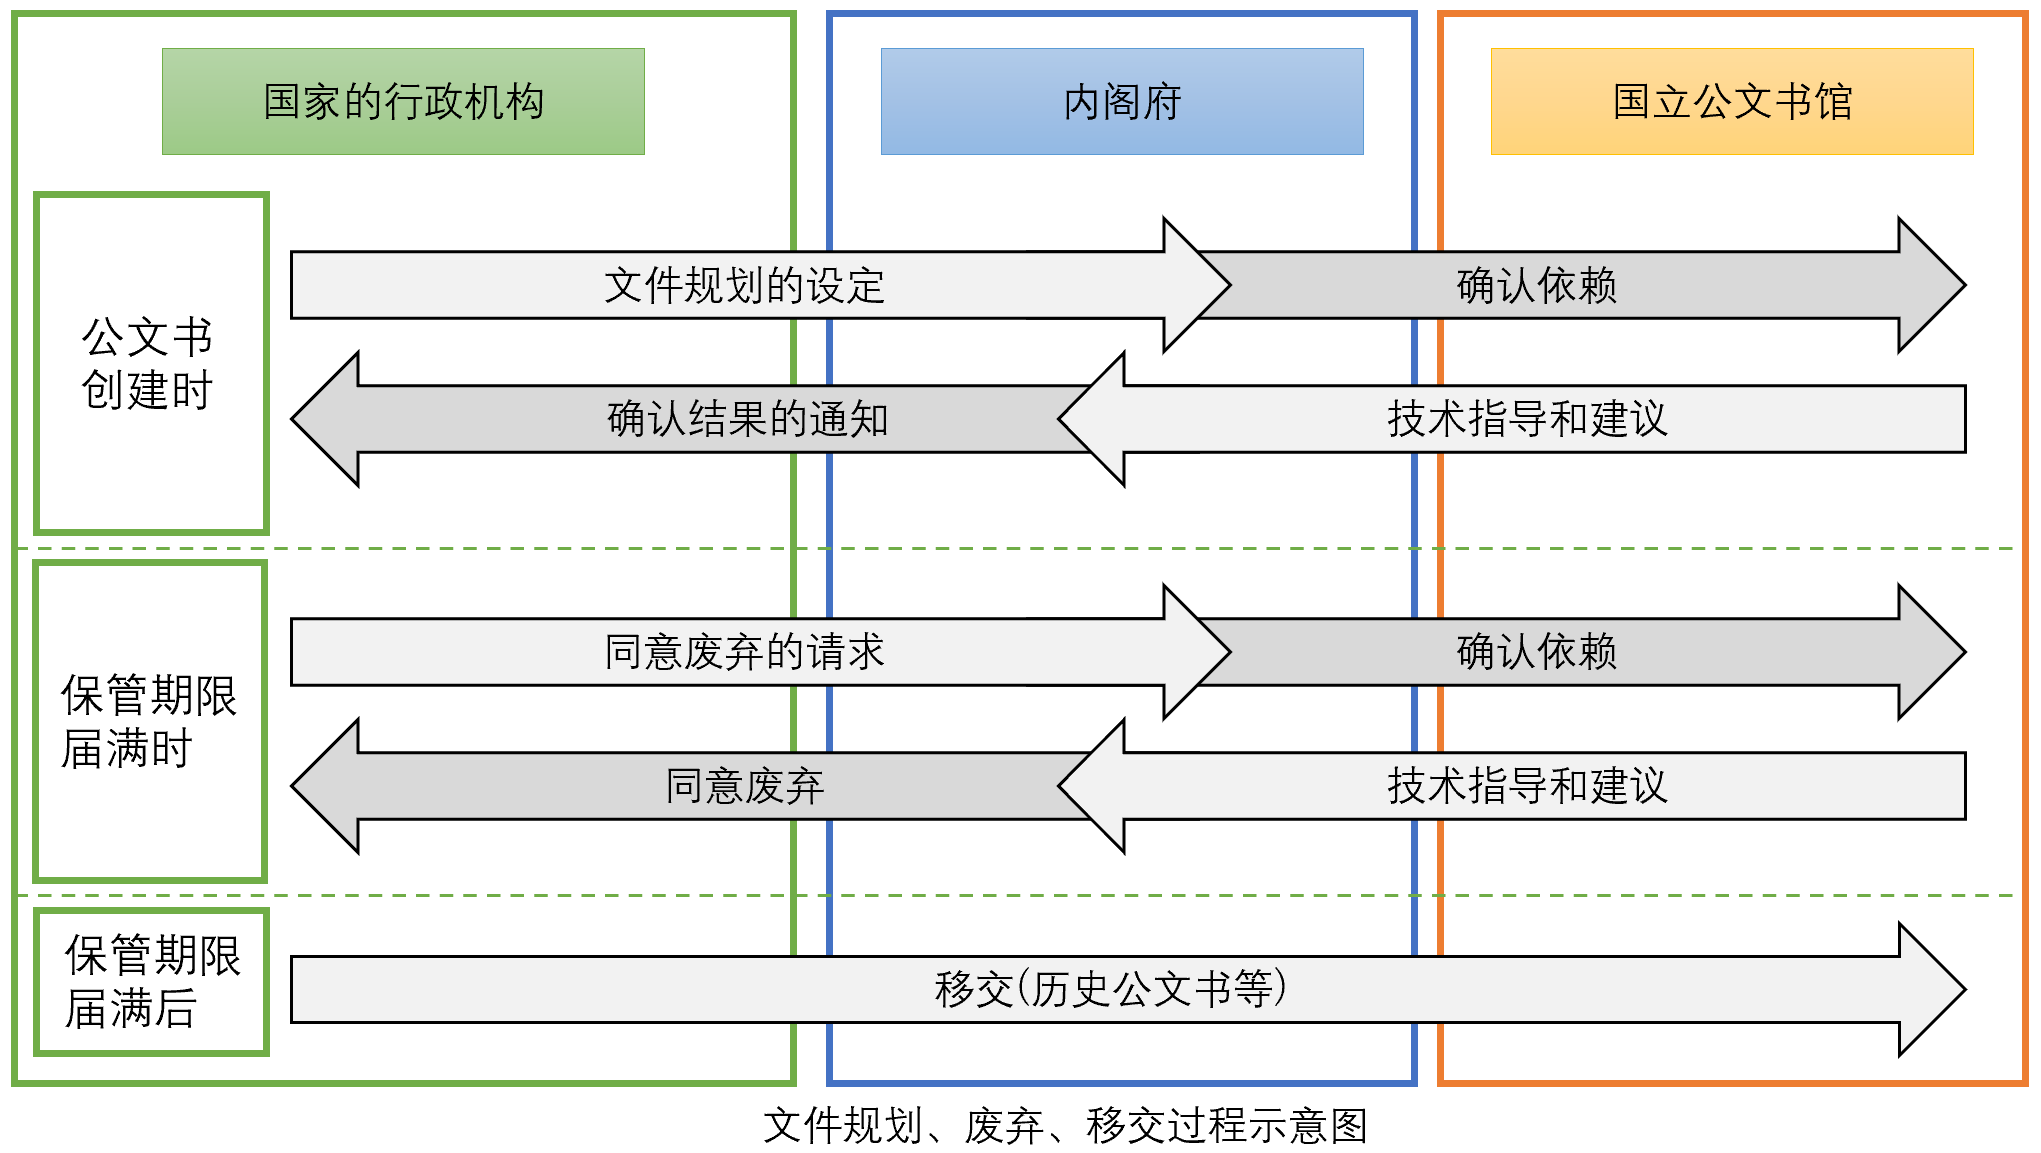 国家的行政机构
内阁府
国立公文书馆
公文书
创建时
文件规划的设定
确认依赖
确认结果的通知
技术指导和建议
保管期限
届满时
同意废弃的请求
确认依赖
同意废弃
技术指导和建议
保管期限
届满后
移交(历史公文书等)
文件规划、废弃、移交过程示意图